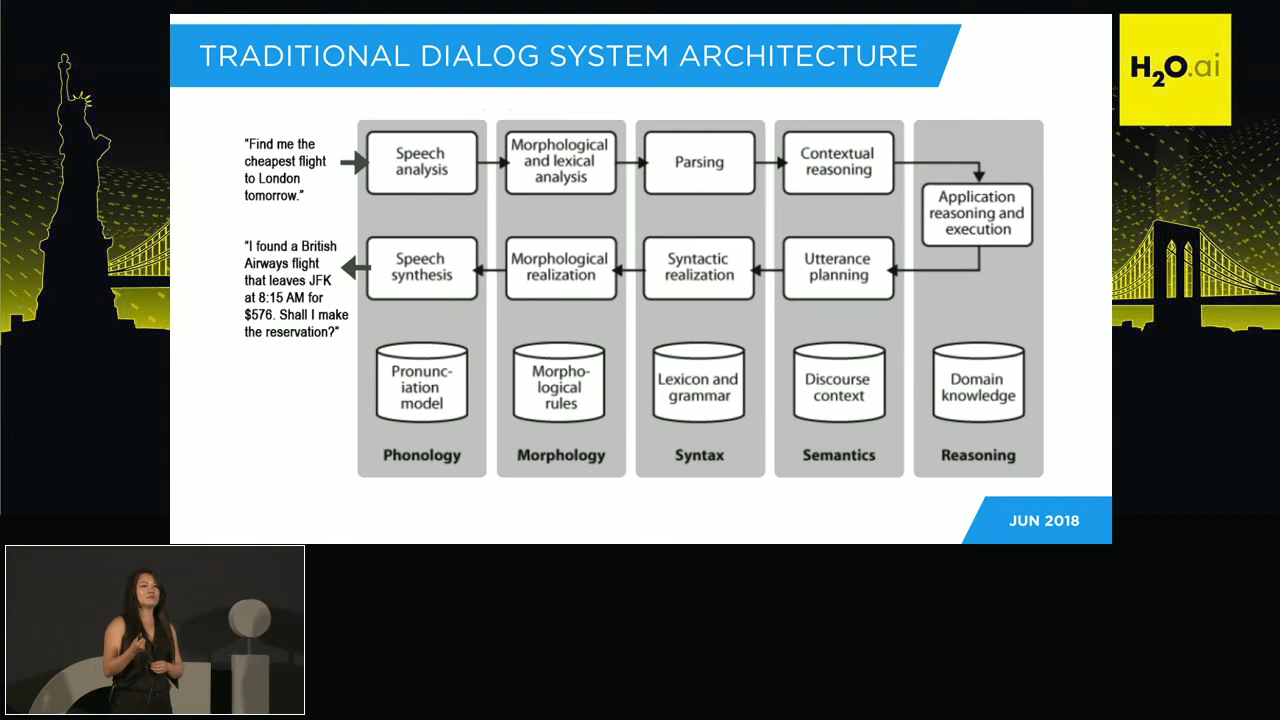 TRADITIONAL DIALOG SYSTEM ARCHITECTURE
H2O.ai
"Find me the
cheapest flight
to London
tomorrow."
Speech
analysis
Morphological
and lexical
analysis
Parsing
Contextual
reasoning
Application
reasoning and
execution
"I found a British
Airways flight
that leaves JFK
at 8:15 AM for
$576. Shall I make
the reservation?"
Speech
synthesis
Morphological
realization
Syntactic
realization
Utterance
planning
Pronunc-
iation
model
Morpho-
logical
rules
Lexicon and
grammar
Discourse
context
Domain
knowledge
Phonology
Morphology
Syntax
Semantics
Reasoning
JUN 2018